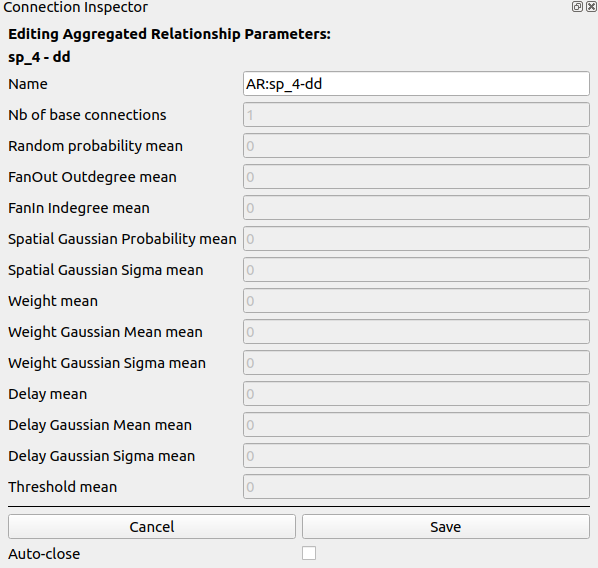 Connection Inspector
Editing Aggregated Relationship Parameters:
sp_4 - dd
Name AR:sp_4-dd
Nb of base connections 1
Random probability mean 0
FanOut Outdegree mean 0
FanIn Indegree mean 0
Spatial Gaussian Probability mean 0
Spatial Gaussian Sigma mean 0
Weight mean 0
Weight Gaussian Mean mean 0
Weight Gaussian Sigma mean 0
Delay mean 0
Delay Gaussian Mean mean 0
Delay Gaussian Sigma mean 0
Threshold mean 0
Cancel Save
Auto-close